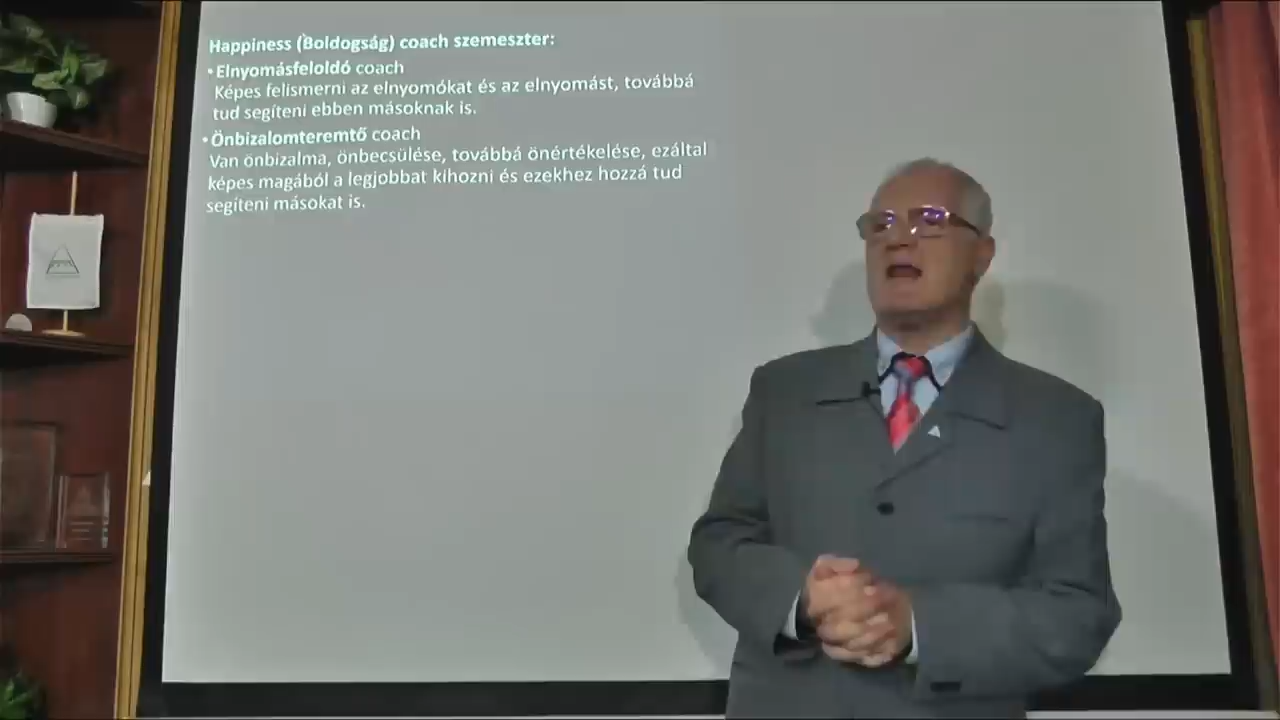 Happiness (Boldogság) coach szemeszter:
• Elnyomásfeloldó coach
Képes felismerni az elnyomókat és az elnyomást, továbbá
tud segíteni ebben másoknak is.
• Önbizalomteremtő coach
Van önbizalma, önbecsülése, továbbá önértékelése, ezáltal
képes magából a legjobbat kihozni és ezekhez hozzá tud
segíteni másokat is.